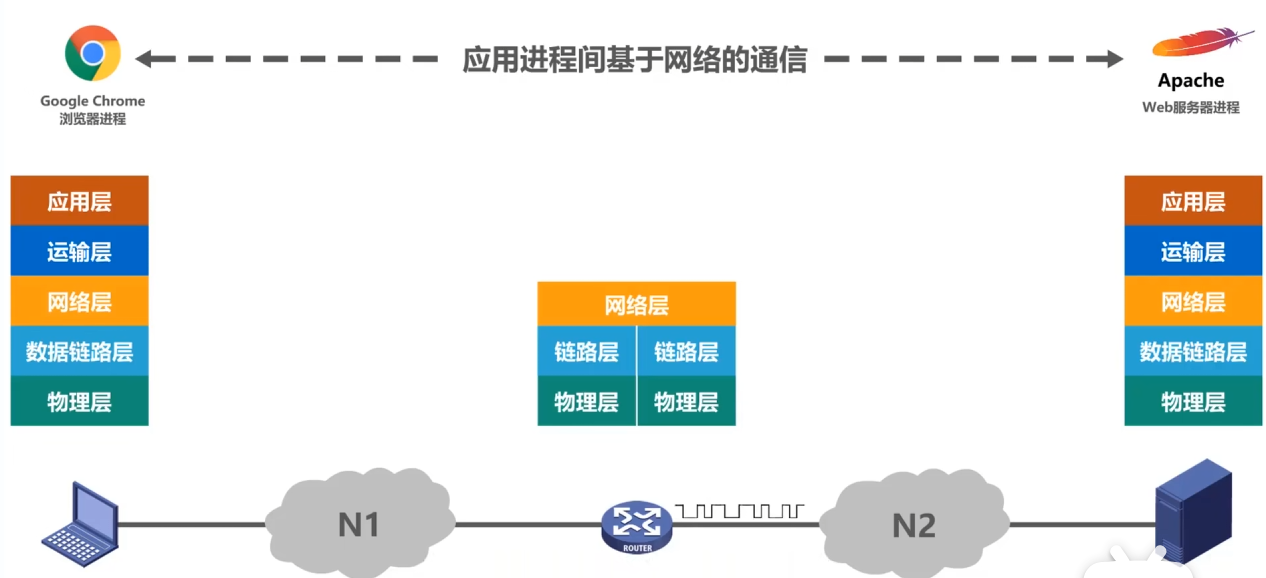 应用进程间基于网络的通信
Google Chrome
浏览器进程
Apache
Web服务器进程
应用层
运输层
网络层
数据链路层
物理层
网络层
链路层 链路层
物理层 物理层
应用层
运输层
网络层
数据链路层
物理层
N1
ROUTER
N2